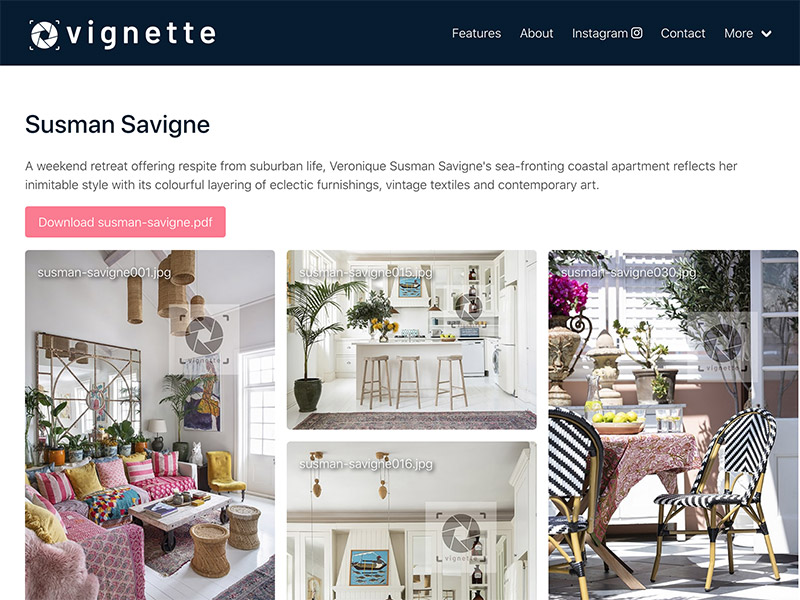 vignette
Features About Instagram Contact More
Susman Savigne
A weekend retreat offering respite from suburban life, Veronique Susman Savigne's sea-fronting coastal apartment reflects her
inimitable style with its colourful layering of eclectic furnishings, vintage textiles and contemporary art.
Download susman-savigne.pdf
susman-savigne001.jpg
susman-savigne015.jpg
susman-savigne030.jpg
vignette
vignette
susman-savigne016.jpg
vignette